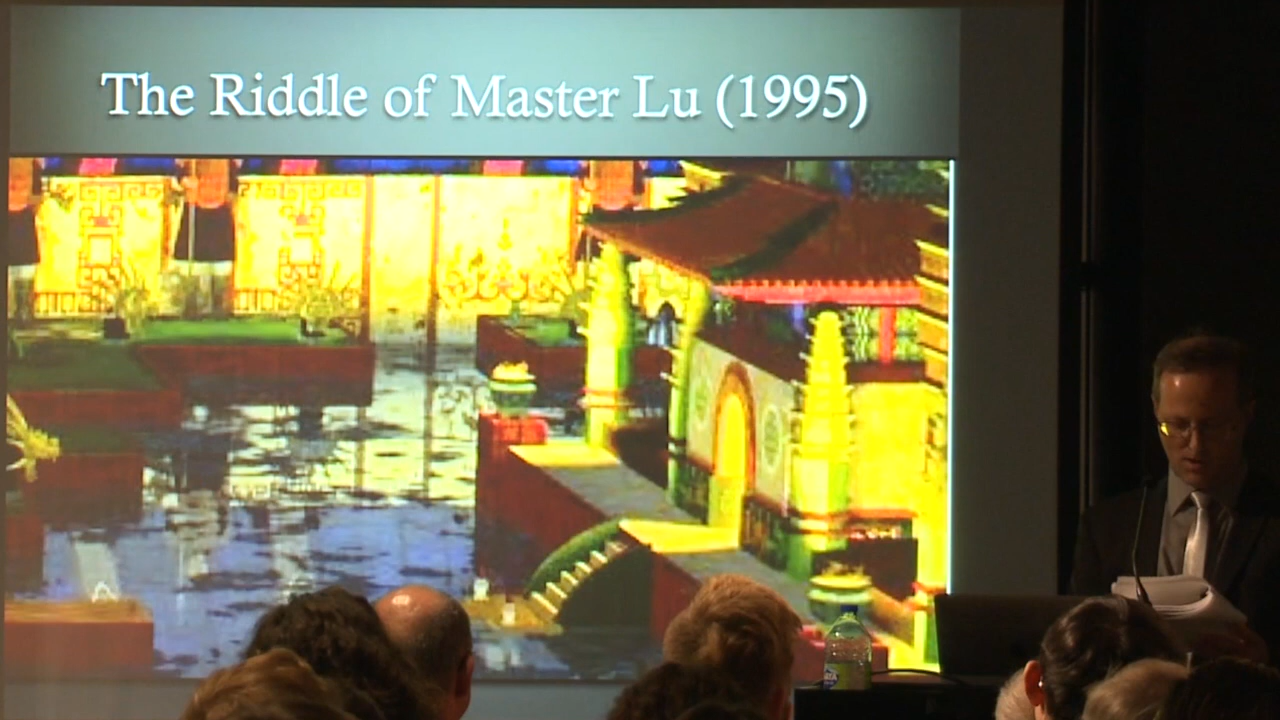 The Riddle of Master Lu (1995)